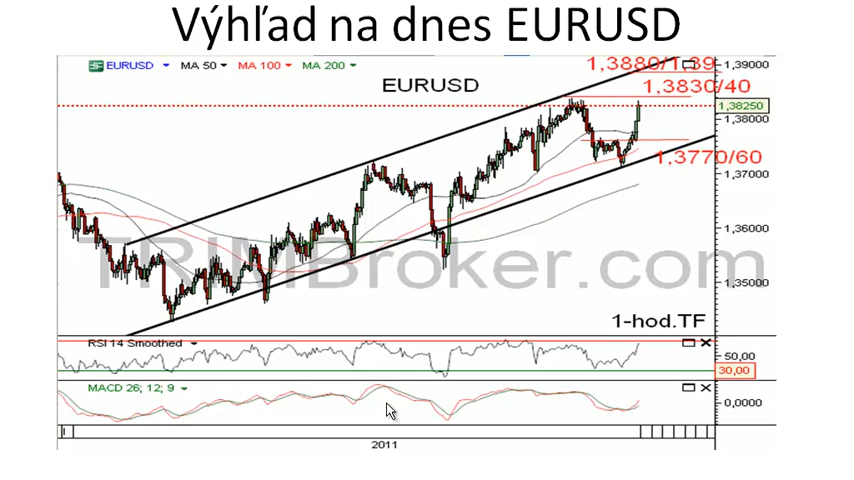 Výhľad na dnes EURUSD
EURUSD MA 50 MA 100 MA 200
1,3880/1,39
1,39000
EURUSD
1,3830/40
1,38250
1,38000
1,3770/60
1,37000
1,36000
TRIMBroker.com
1,35000
1-hod.TF
RSI 14 Smoothed
50,00
30,00
MACD 26; 12; 9
0,0000
2011